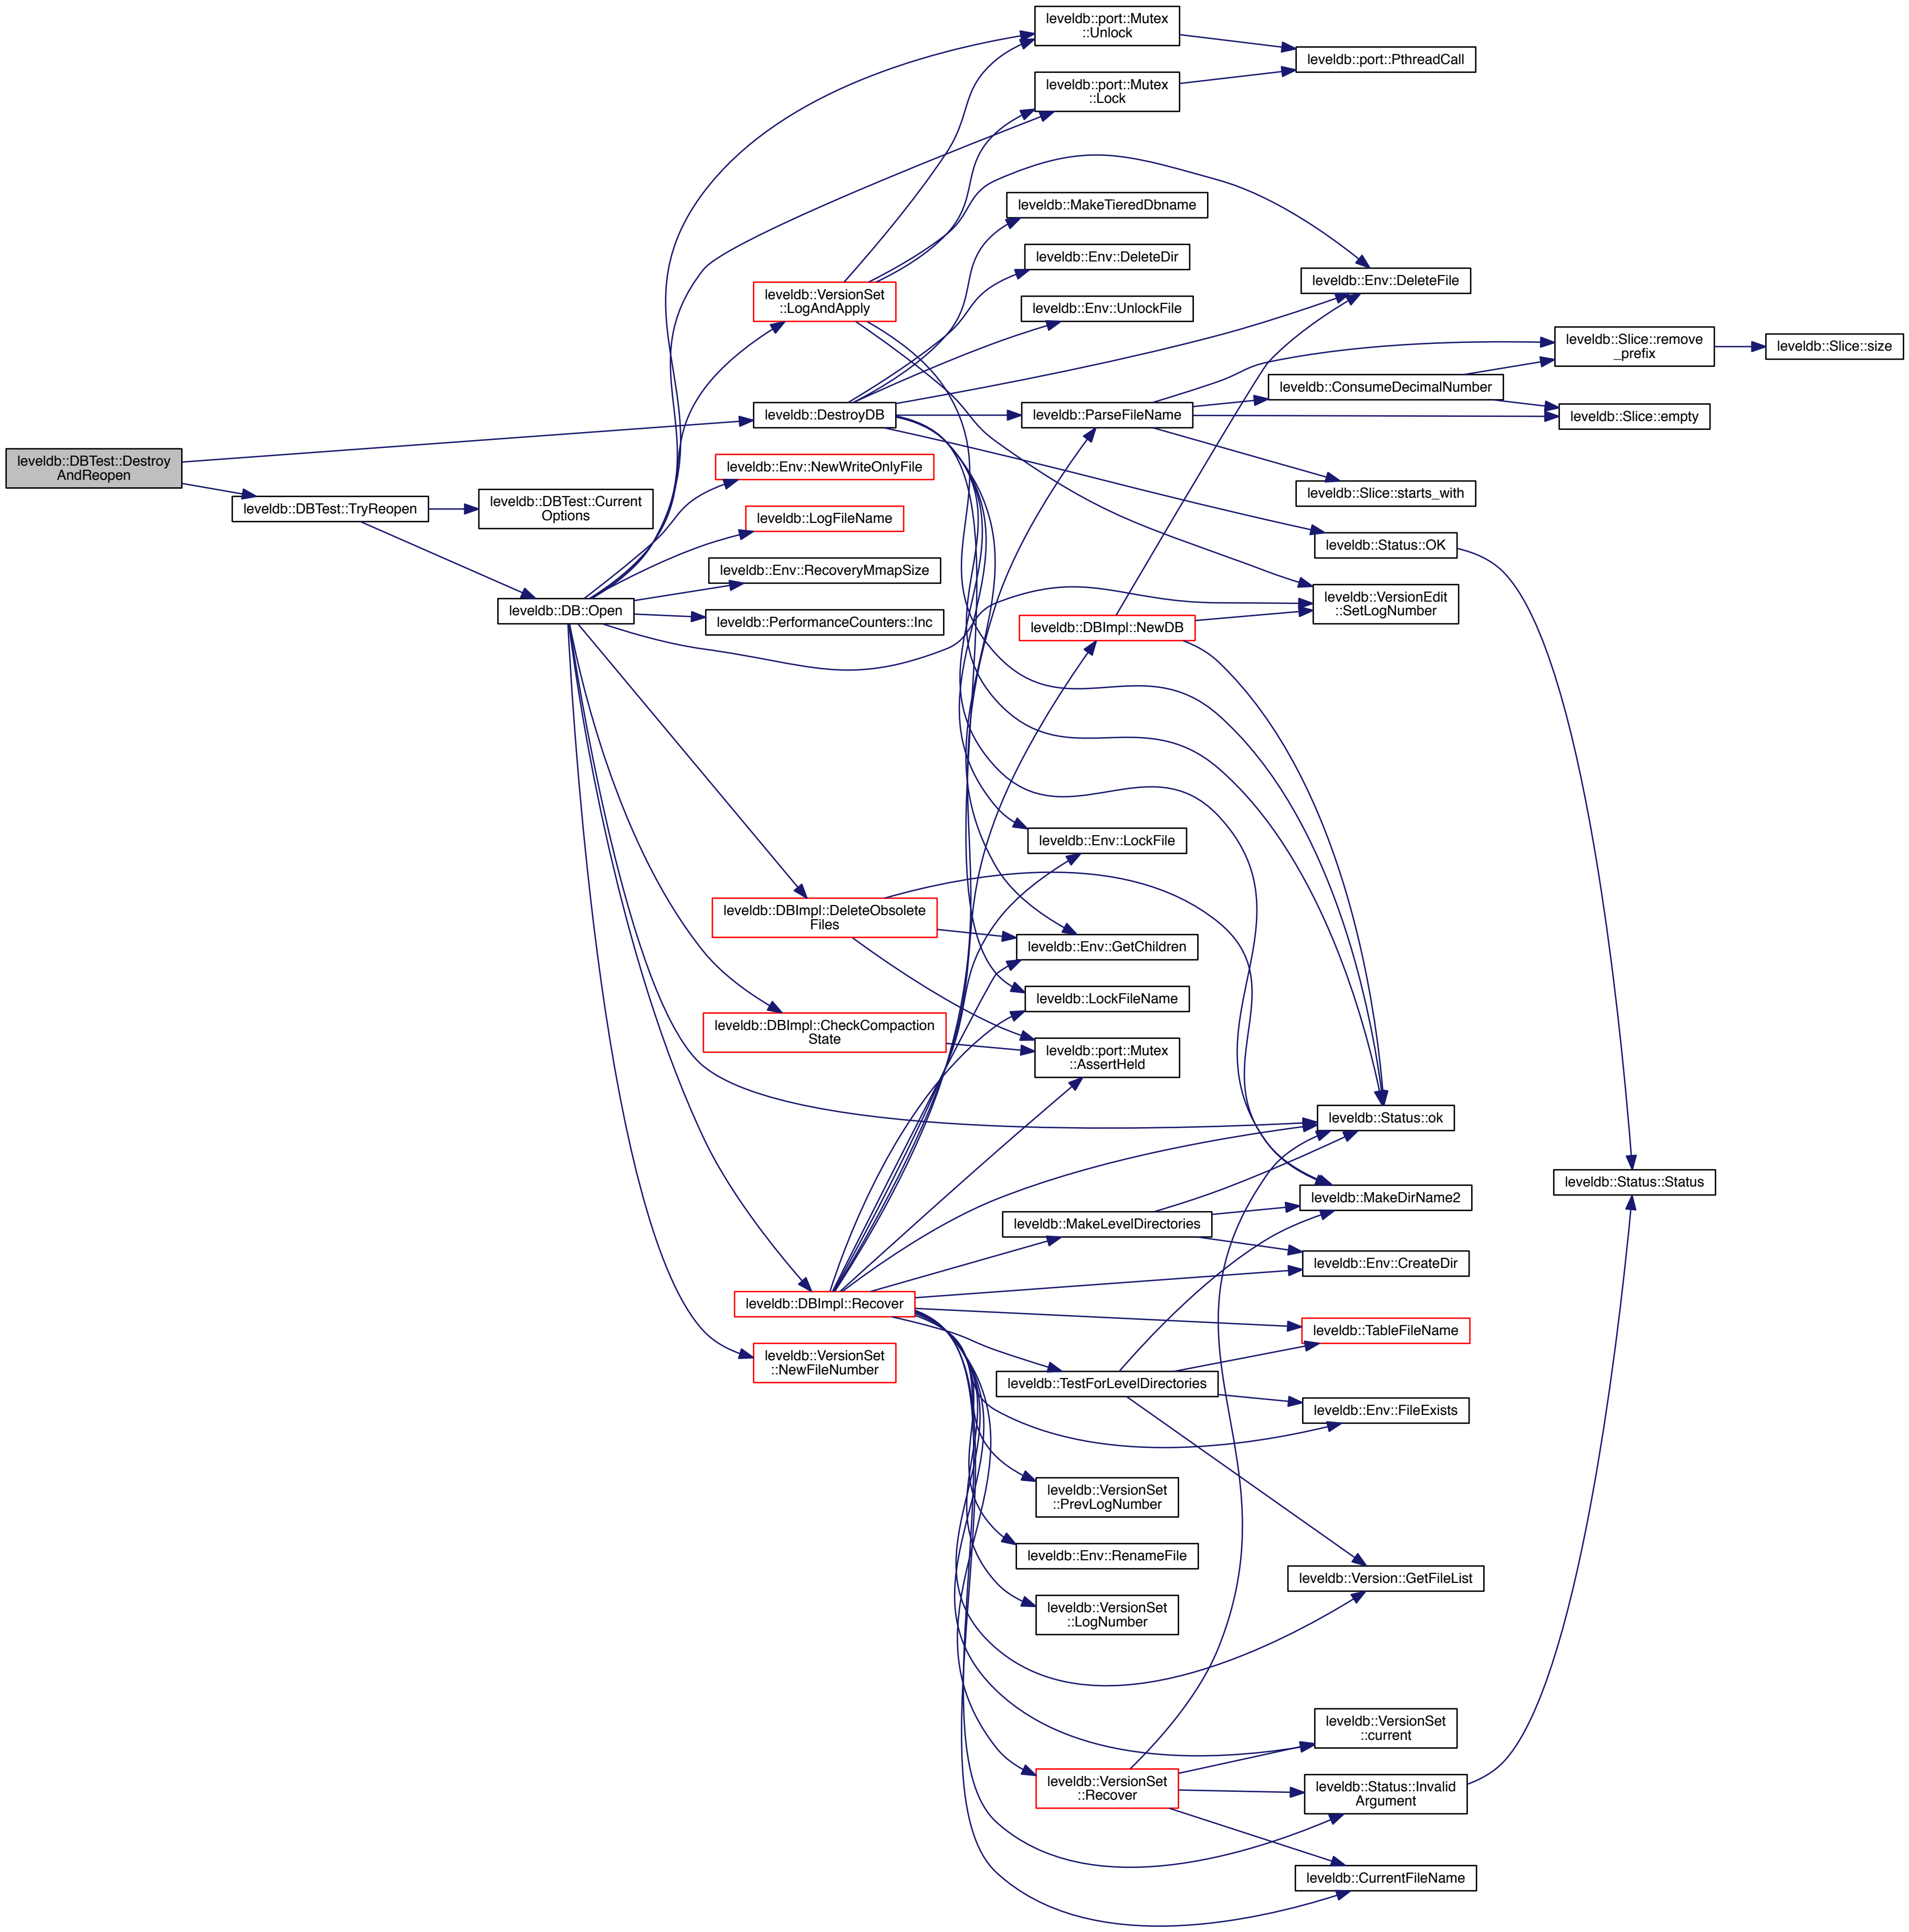 leveldb::DBTest::Destroy
AndReopen
leveldb::DBTest::TryReopen
leveldb::DBTest::Current
Options
leveldb::DB::Open
leveldb::VersionSet
::LogAndApply
leveldb::DestroyDB
leveldb::Env::NewWriteOnlyFile
leveldb::LogFileName
leveldb::Env::RecoveryMmapSize
leveldb::PerformanceCounters::Inc
leveldb::DBImpl::DeleteObsolete
Files
leveldb::DBImpl::CheckCompaction
State
leveldb::DBImpl::Recover
leveldb::VersionSet
::NewFileNumber
leveldb::port::Mutex
::Unlock
leveldb::port::Mutex
::Lock
leveldb::MakeTieredDbname
leveldb::Env::DeleteDir
leveldb::Env::UnlockFile
leveldb::ParseFileName
leveldb::DBImpl::NewDB
leveldb::Env::LockFile
leveldb::Env::GetChildren
leveldb::LockFileName
leveldb::port::Mutex
::AssertHeld
leveldb::MakeLevelDirectories
leveldb::TestForLevelDirectories
leveldb::VersionSet
::PrevLogNumber
leveldb::Env::RenameFile
leveldb::VersionSet
::LogNumber
leveldb::VersionSet
::Recover
leveldb::port::PthreadCall
leveldb::Env::DeleteFile
leveldb::ConsumeDecimalNumber
leveldb::Slice::starts_with
leveldb::Status::OK
leveldb::VersionEdit
::SetLogNumber
leveldb::Status::ok
leveldb::MakeDirName2
leveldb::Env::CreateDir
leveldb::TableFileName
leveldb::Env::FileExists
leveldb::Version::GetFileList
leveldb::VersionSet
::current
leveldb::Status::Invalid
Argument
leveldb::CurrentFileName
leveldb::Slice::remove
_prefix
leveldb::Slice::empty
leveldb::Status::Status
leveldb::Slice::size